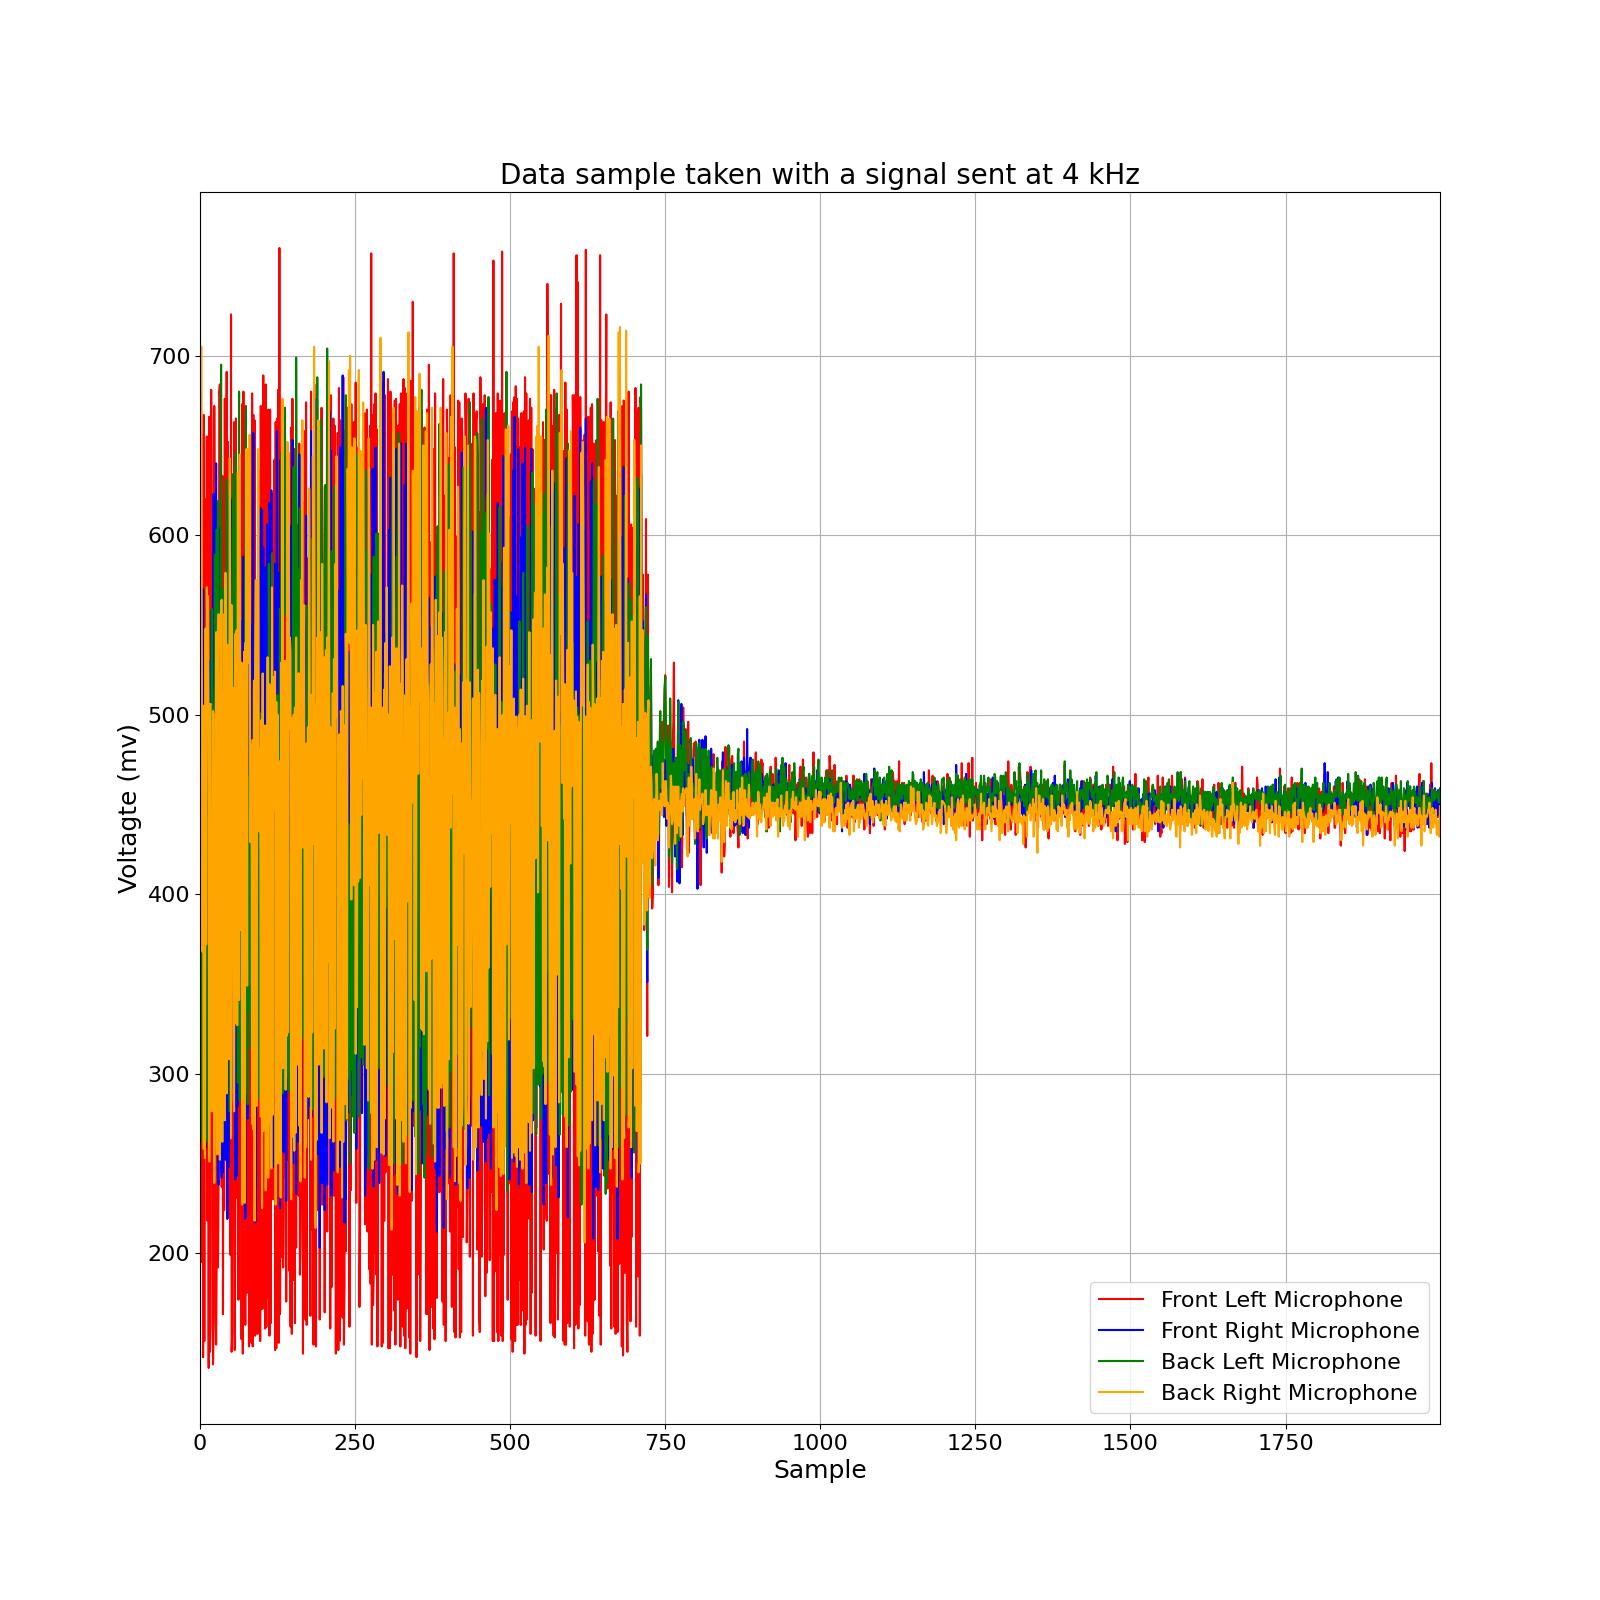 Data sample taken with a signal sent at 4 kHz
Voltagte (mv)
700
600
500
400
300
200
0 250 500 750 1000 1250 1500 1750
Sample
Front Left Microphone
Front Right Microphone
Back Left Microphone
Back Right Microphone